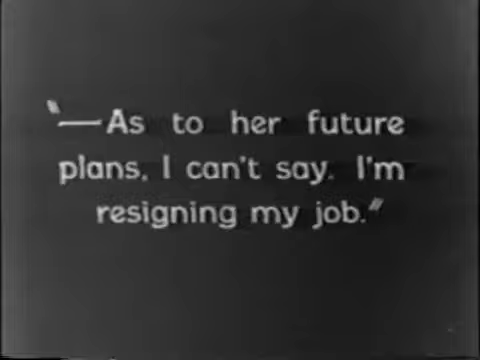 "—As to her future
plans, I can't say. I'm
resigning my job."